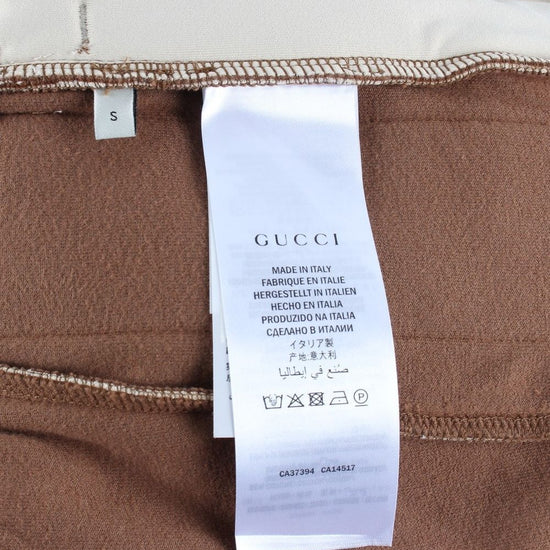 S
GUCCI
MADE IN ITALY
FABRIQUE EN ITALIE
HERGESTELLT IN ITALIEN
HECHO EN ITALIA
PRODUZIDO NA ITALIA
СДЕЛАНО В ИТАЛИИ
イタリア製
产地:意大利
صنع في إيطاليا
CA37394 CA14517